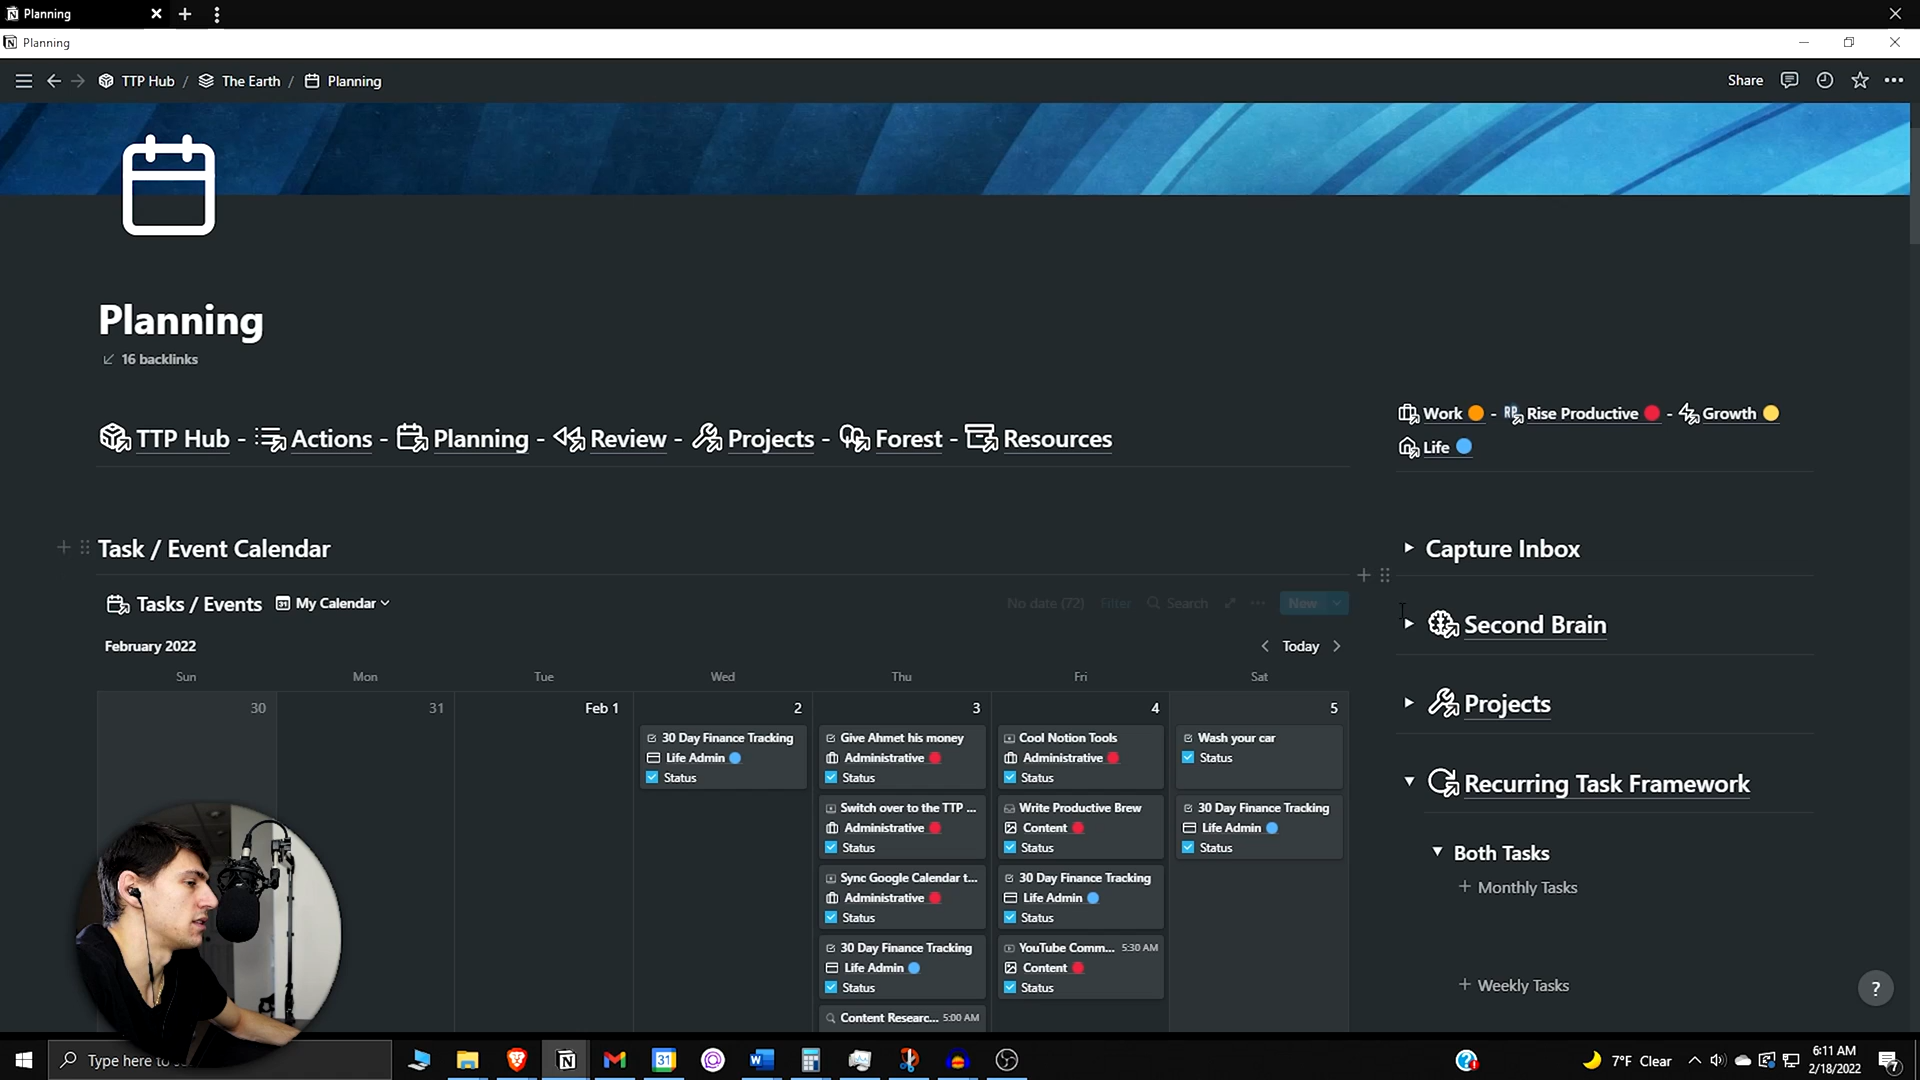 Planning
Planning
TTP Hub / The Earth / Planning
Share
Planning
16 backlinks
TTP Hub - Actions - Planning - Review - Projects - Forest - Resources
Work - RP Rise Productive - Growth
Life
Task / Event Calendar
Capture Inbox
Tasks / Events 31 My Calendar
No date (72) Filter Search New
Second Brain
February 2022
Today
Sun Mon Tue Wed Thu Fri Sat
30 31 Feb 1 2 3 4 5
30 Day Finance Tracking
Life Admin
Status
Give Ahmet his money
Administrative
Status
Switch over to the TTP ...
Administrative
Status
Sync Google Calendar t...
Administrative
Status
30 Day Finance Tracking
Life Admin
Status
Content Researc... 5:00 AM
Cool Notion Tools
Administrative
Status
Write Productive Brew
Content
Status
30 Day Finance Tracking
Life Admin
Status
YouTube Comm... 5:30 AM
Content
Status
Wash your car
Status
30 Day Finance Tracking
Life Admin
Status
Projects
Recurring Task Framework
Both Tasks
+ Monthly Tasks
+ Weekly Tasks
?
Type here to
31
7°F Clear
6:11 AM
2/18/2022
7